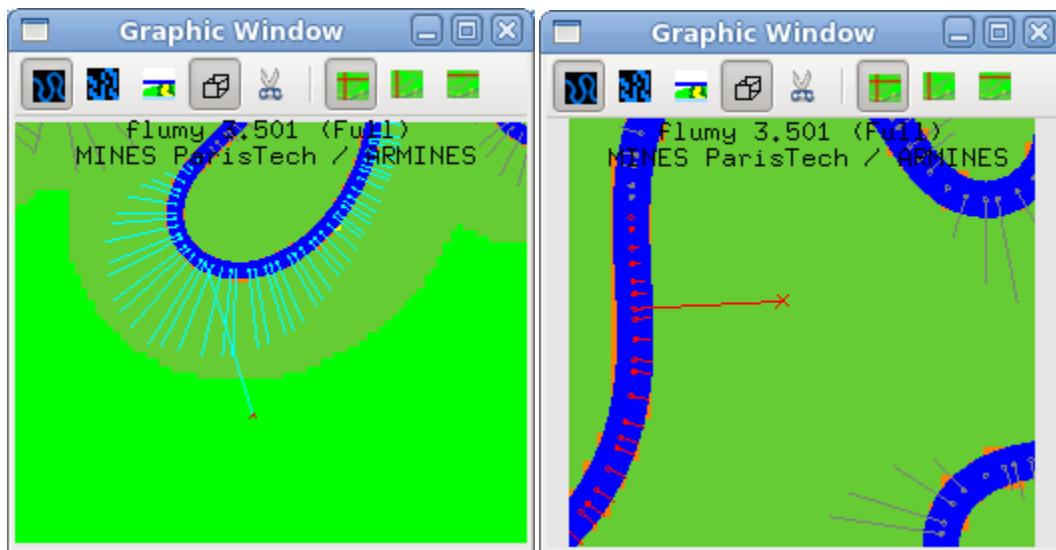 Graphic Window
flumy 3.501 (Full)
MINES ParisTech / ARMINES
Graphic Window
flumy 3.501 (Full)
MINES ParisTech / ARMINES